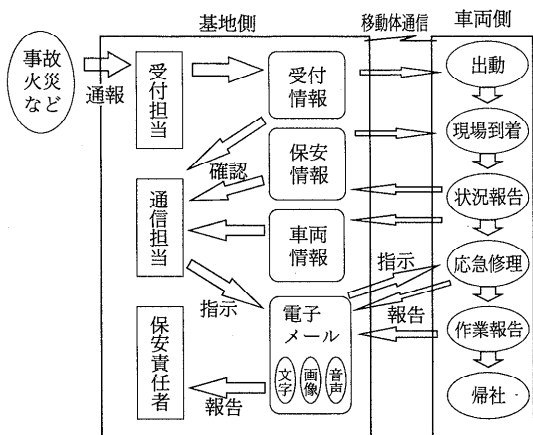 基地側
移動体通信
車両側
事故
火災
など
通報
受付担当
受付
情報
出動
現場到着
確認
保安
情報
通信担当
状況報告
車両
情報
指示
応急修理
指示
電子
メール
文字
画像
音声
報告
作業報告
保安責任者
報告
帰社